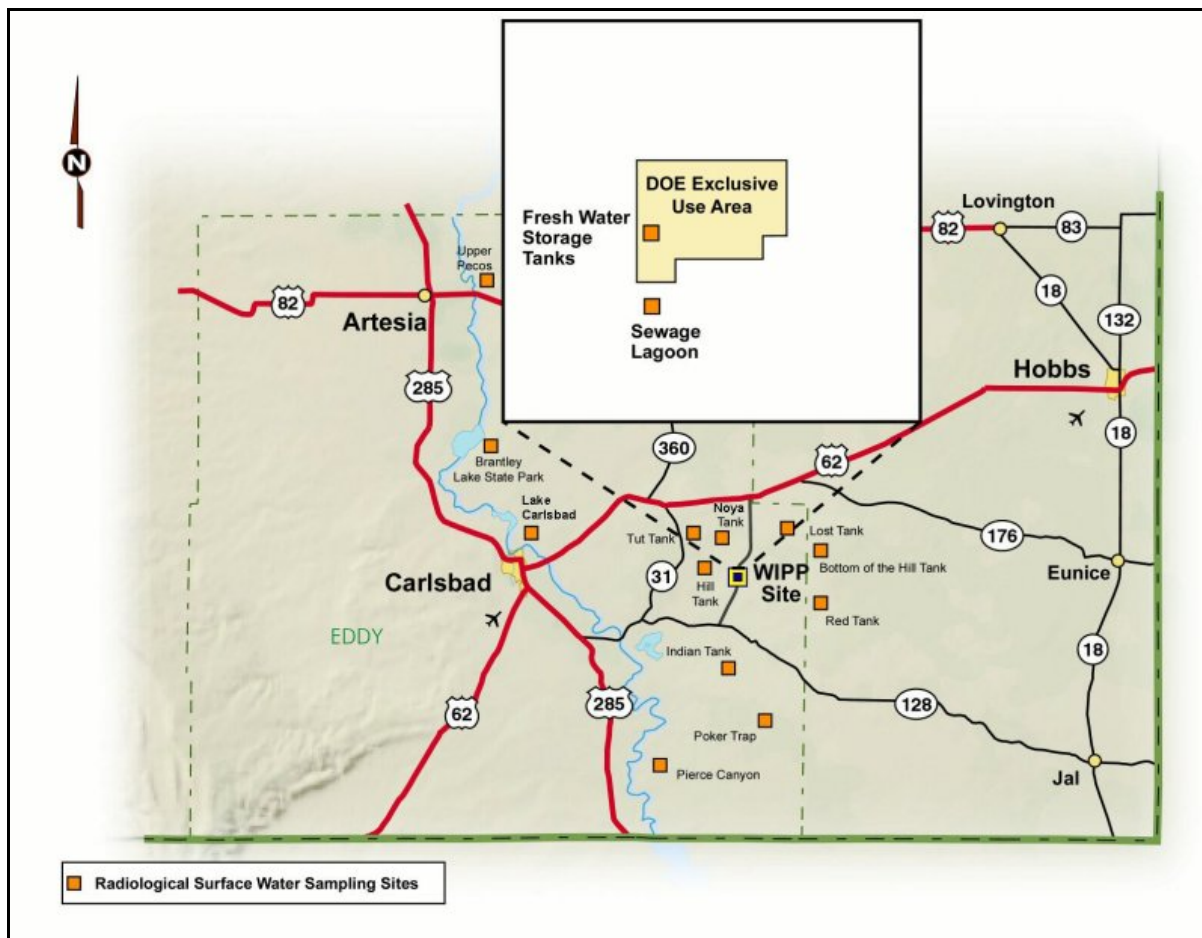 N
DOE Exclusive
Use Area
Fresh Water
Storage
Tanks
Sewage
Lagoon
Lovington
82
83
18
132
Upper
Pecos
82
Artesia
285
Hobbs
18
360
62
Brantley
Lake State Park
Lake
Carlsbad
Noya
Tank
Tut Tank
Lost Tank
176
Bottom of the Hill Tank
Eunice
Carlsbad
31
Hill
Tank
WIPP
Site
Red Tank
EDDY
Indian Tank
18
62
285
128
Poker Trap
Pierce Canyon
Jal
Radiological Surface Water Sampling Sites